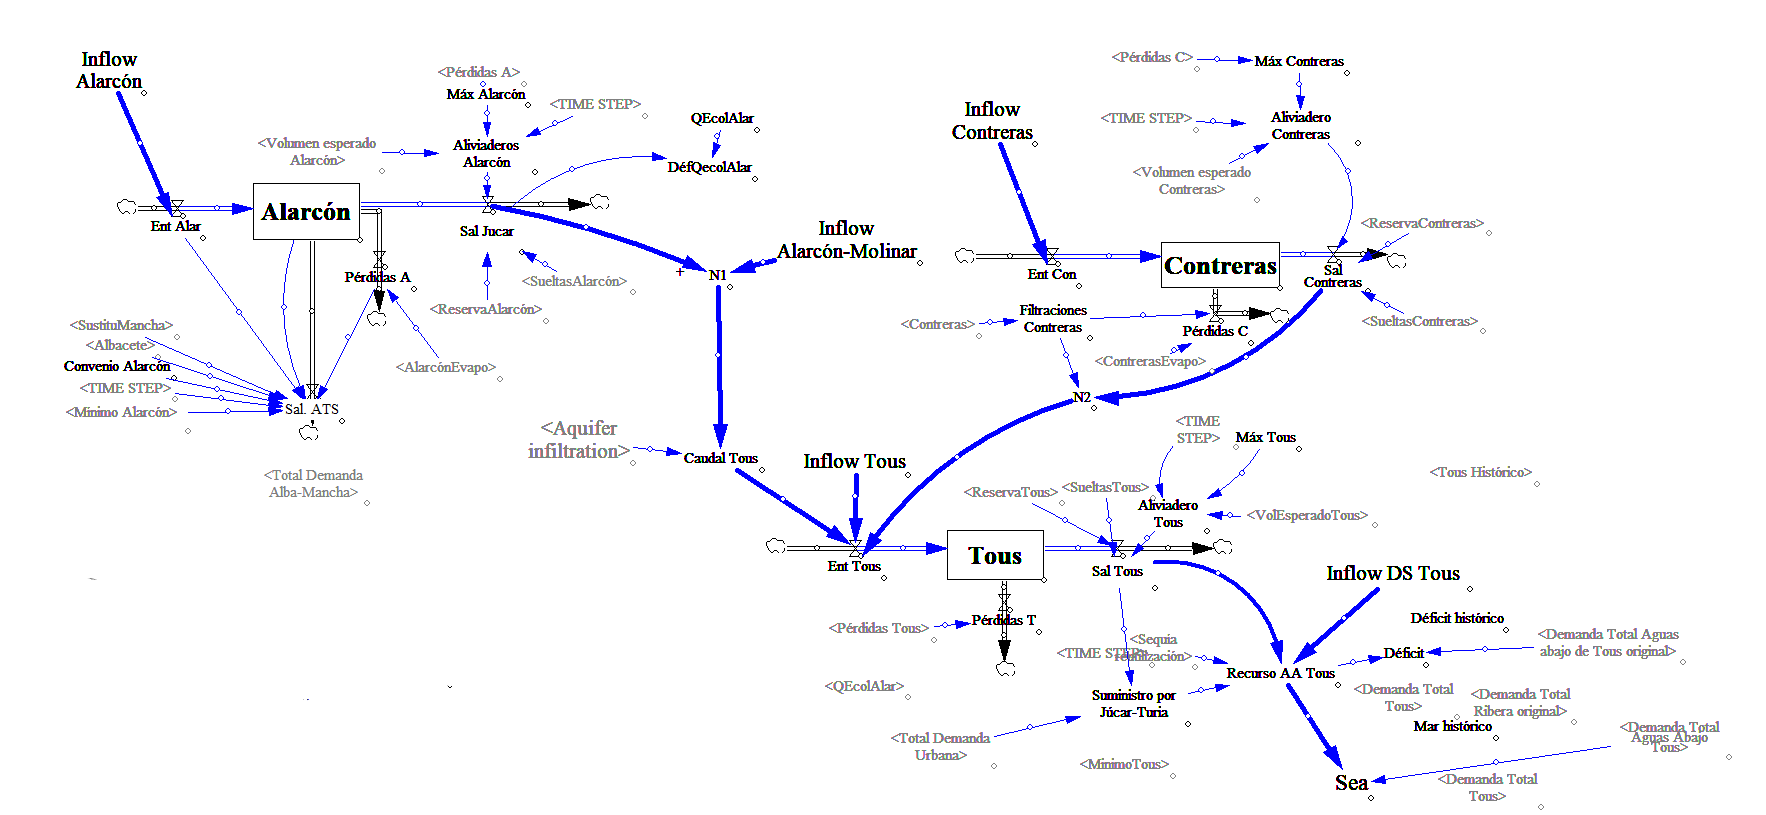 Inflow
Alarcón
<Pérdidas A>
Máx Alarcón
<TIME STEP>
QEcolAlar
<Volumen esperado
Alarcón>
Aliviaderos
Alarcón
DéfQecolAlar
Alarcón
Ent Alar
Sal Jucar
Pérdidas A
<SueltasAlarcón>
<ReservaAlarcón>
N1
+
Inflow
Alarcón-Molinar
<SustituMancha>
<Albacete>
Convenio Alarcón
<TIME STEP>
<Minimo Alarcón>
<AlarcónEvapo>
Sal. ATS
<Total Demanda
Alba-Mancha>
Inflow
Contreras
<Pérdidas C>
Máx Contreras
<TIME STEP>
Aliviadero
Contreras
<Volumen esperado
Contreras>
<ReservaContreras>
Contreras
Ent Con
Sal
Contreras
<SueltasContreras>
<Contreras>
Filtraciones
Contreras
Pérdidas C
<ContrerasEvapo>
N2
<Aquifer
infiltration>
Caudal Tous
Inflow Tous
<TIME
STEP>
Máx Tous
<ReservaTous>
<SueltasTous>
Aliviadero
Tous
<VolEsperadoTous>
<Tous Histórico>
Tous
Ent Tous
Sal Tous
Inflow DS Tous
<Pérdidas Tous>
Pérdidas T
<TIME STEP>
<Sequia
reutilización>
Déficit histórico
Déficit
<Demanda Total Aguas
abajo de Tous original>
Recurso AA Tous
<QEcolAlar>
Suministro por
Júcar-Turia
<Demanda Total
Tous>
<Demanda Total
Ribera original>
Mar histórico
<Total Demanda
Urbana>
<MinimoTous>
<Demanda Total
Aguas Abajo
Tous>
Sea
<Demanda Total
Tous>